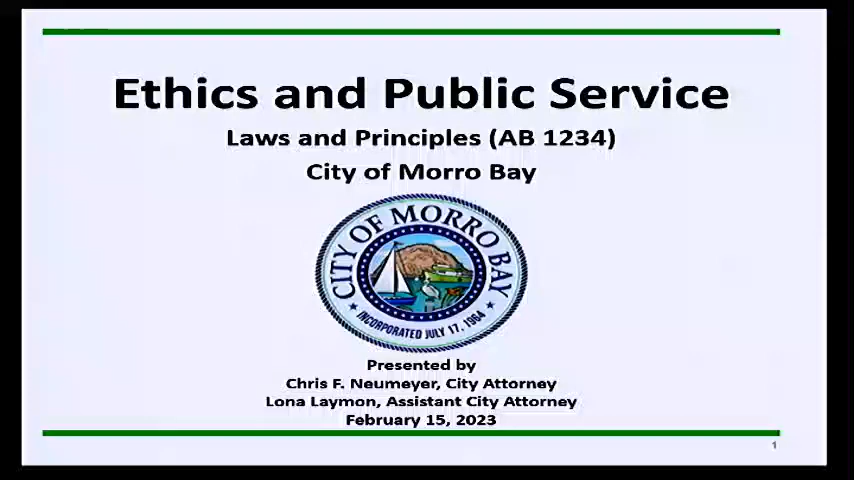 Ethics and Public Service
Laws and Principles (AB 1234)
City of Morro Bay
CITY OF MORRO BAY
INCORPORATED JULY 17, 1964
Presented by
Chris F. Neumeyer, City Attorney
Lona Laymon, Assistant City Attorney
February 15, 2023
1